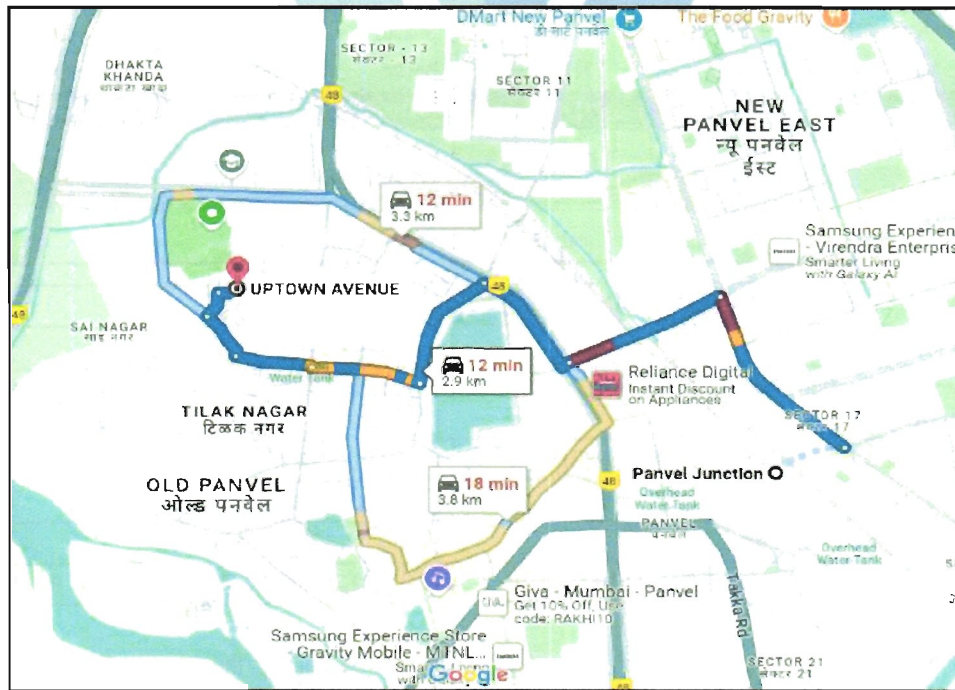 DMart New Panvel
डी मार्ट पनवेल
The Food Gravity
SECTOR - 13
सेक्टर - 13
DHAKTA
KHANDA
धाकटा खांदा
SECTOR 11
सेक्टर 11
48
NEW
PANVEL EAST
न्यू पनवेल
ईस्ट
12 min
3.3 km
Samsung Experien
- Virendra Enterpris
Smarter Living
with Galaxy AI
UPTOWN AVENUE
48
48
SAI NAGAR
साई नगर
12 min
2.9 km
Water Tank
Reliance Digital
Instant Discount
on Appliances
TILAK NAGAR
टिळक नगर
SECTOR 17
सेक्टर 17
OLD PANVEL
ओल्ड पनवेल
18 min
3.8 km
Panvel Junction
48
Overhead
Water Tank
PANVEL
पनवेल
Overhead
Water Tank
Takka Rd
GIVA
Giva - Mumbai - Panvel
Get 10% Off, Use
code: RAKHI10
Samsung Experience Store
- Gravity Mobile - MTNL...
Google
SECTOR 21
सेक्टर 21
48